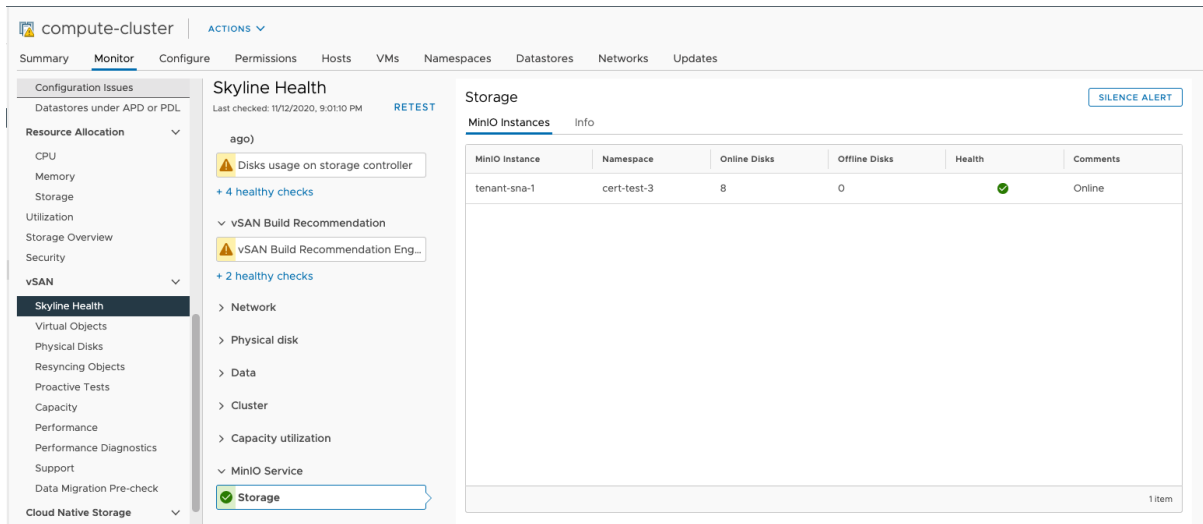 compute-cluster
ACTIONS
Summary Monitor Configure Permissions Hosts VMs Namespaces Datastores Networks Updates
Configuration Issues
Datastores under APD or PDL
Resource Allocation
CPU
Memory
Storage
Utilization
Storage Overview
Security
vSAN
Skyline Health
Virtual Objects
Physical Disks
Resyncing Objects
Proactive Tests
Capacity
Performance
Performance Diagnostics
Support
Data Migration Pre-check
Cloud Native Storage
Skyline Health
Last checked: 11/12/2020, 9:01:10 PM RETEST
ago)
Disks usage on storage controller
+ 4 healthy checks
vSAN Build Recommendation
vSAN Build Recommendation Eng...
+ 2 healthy checks
Network
Physical disk
Data
Cluster
Capacity utilization
MinIO Service
Storage
Storage
SILENCE ALERT
MinIO Instances Info
MinIO Instance Namespace Online Disks Offline Disks Health Comments
tenant-sna-1 cert-test-3 8 0 Online
1 item